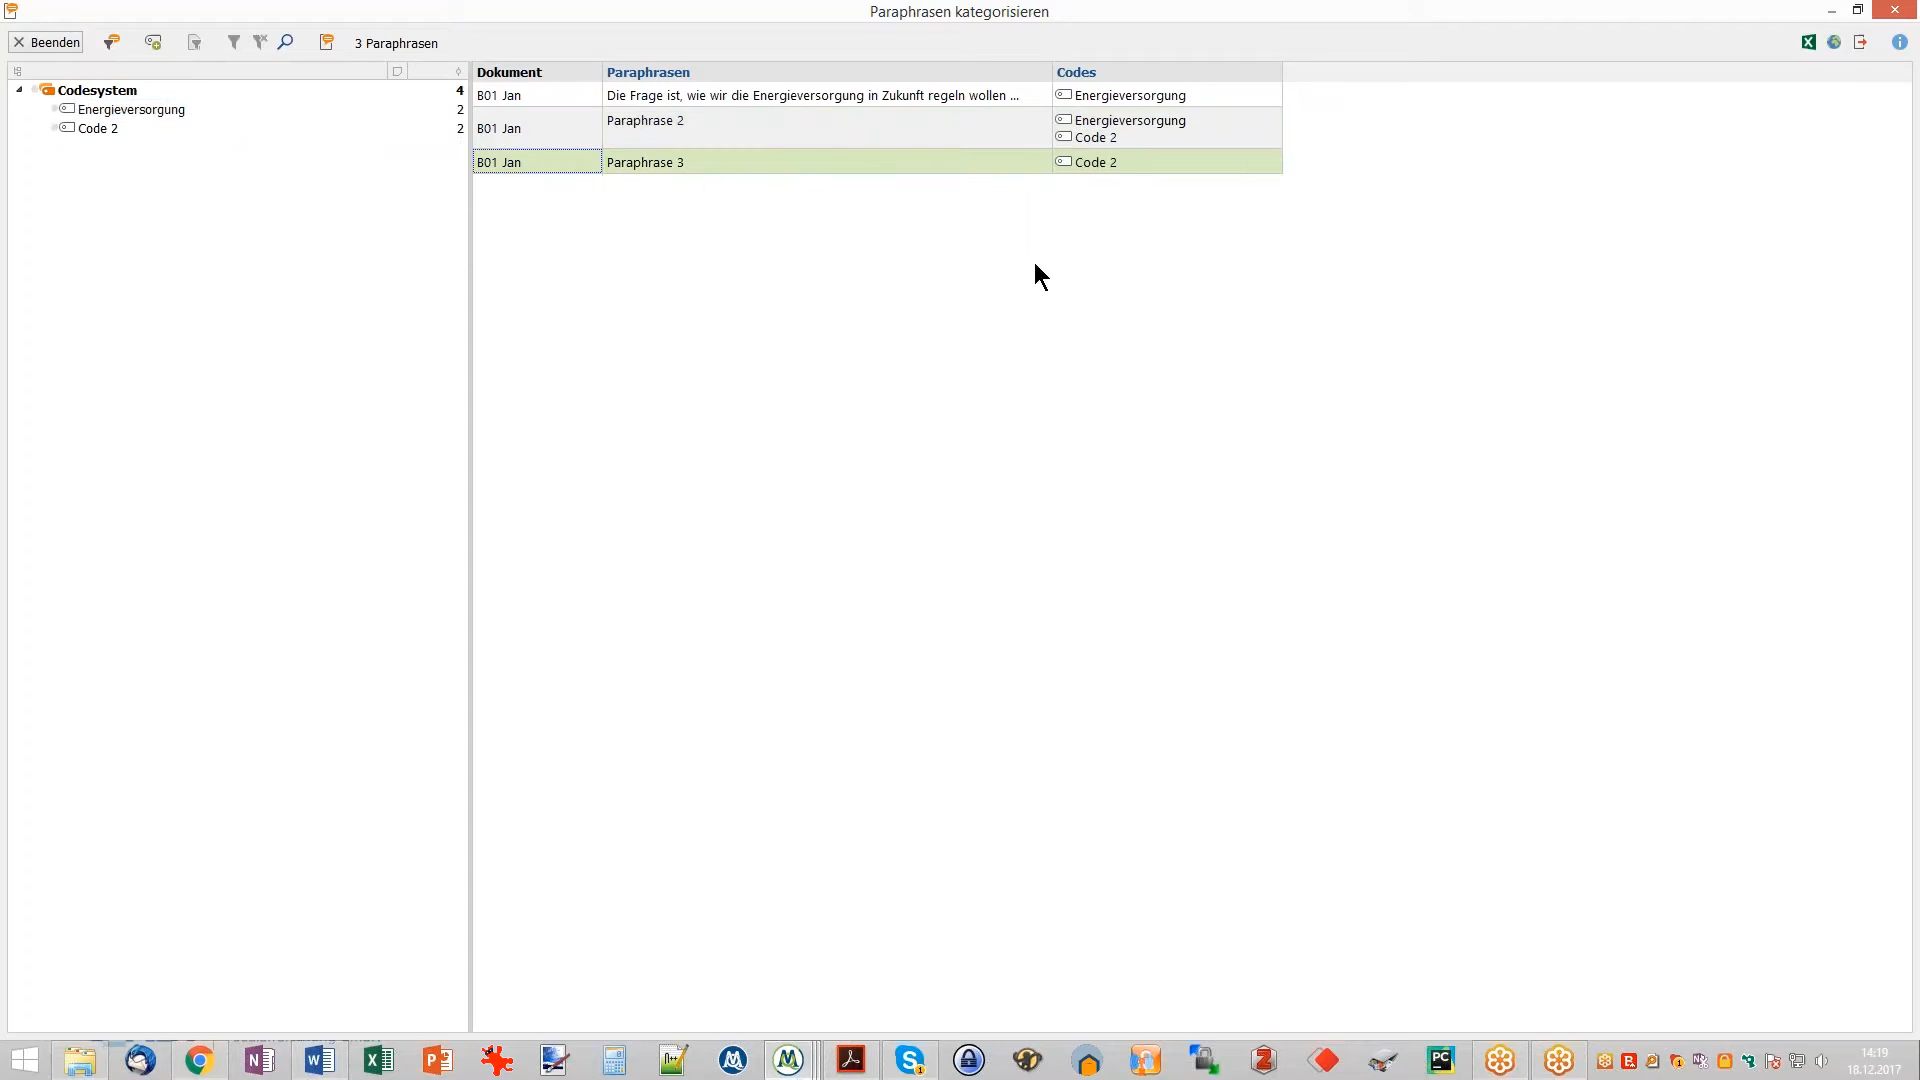 Paraphrasen kategorisieren
Beenden
3 Paraphrasen
Dokument Paraphrasen Codes
Codesystem 4
Energieversorgung 2
Code 2 2
B01 Jan Die Frage ist, wie wir die Energieversorgung in Zukunft regeln wollen ... Energieversorgung
B01 Jan Paraphrase 2 Energieversorgung
Code 2
B01 Jan Paraphrase 3 Code 2
14:19
18.12.2017